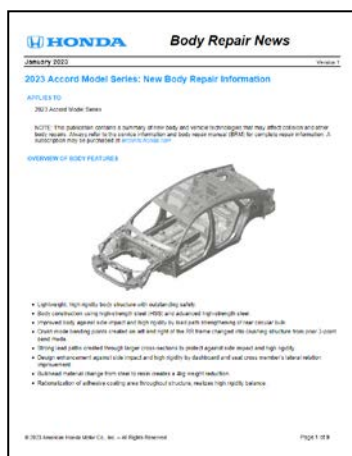 HONDA
Body Repair News
January 2023
Version 1
2023 Accord Model Series: New Body Repair Information
APPLIES TO
2023 Accord Model Series
NOTE: This publication contains a summary of new body and vehicle technologies that may affect collision and other
body repairs. Always refer to the service information and body repair manual (BRM) for complete repair information. A
subscription may be purchased at
OVERVIEW OF BODY FEATURES
• Lightweight, high rigidity body structure with outstanding safety
• Body construction using high-strength steel (HSS) and advanced high-strength steel
• Improved body against side impact and high rigidity by load path strengthening of rear circular bulk
• Crush mode bending points created on left and right of the RR frame changed into crushing structure from prior 3-point
bend mode
• Strong load paths created through larger cross-sections to protect against side impact and high rigidity
• Design enhancement against side impact and high rigidity by dashboard and seat cross member's lateral relation
improvement
• Bulkhead material change from steel to resin creates a 4kg weight reduction
• Rationalization of adhesive coating area throughout structure, realizes high rigidity balance
© 2023 American Honda Motor Co., Inc. – All Rights Reserved
Page 1 of 9